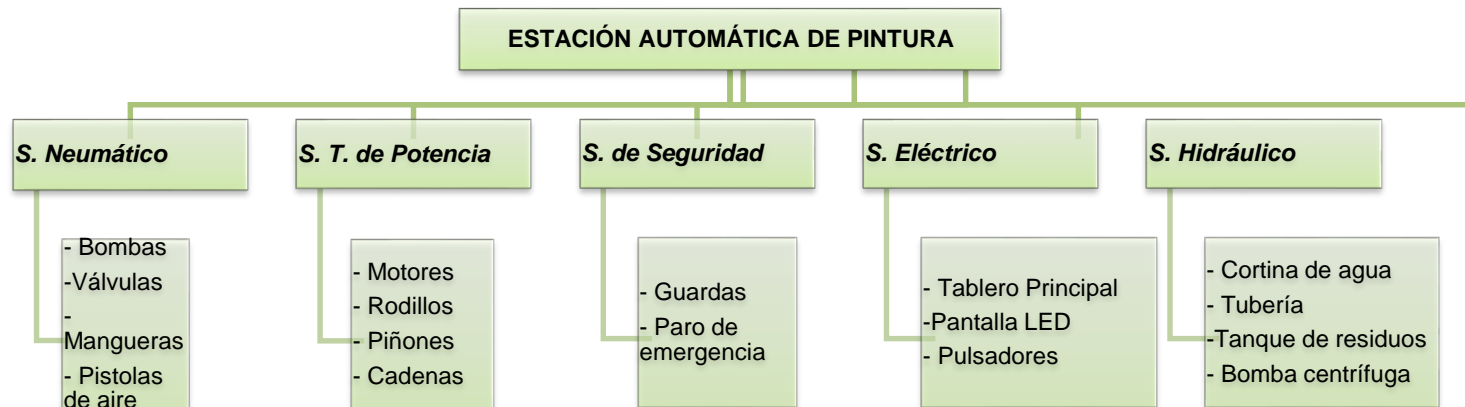 ESTACIÓN AUTOMÁTICA DE PINTURA
S. Neumático
- Bombas
-Válvulas
-
Mangueras
- Pistolas
de aire
S. T. de Potencia
- Motores
- Rodillos
- Piñones
- Cadenas
S. de Seguridad
- Guardas
- Paro de
emergencia
S. Eléctrico
- Tablero Principal
-Pantalla LED
- Pulsadores
S. Hidráulico
- Cortina de agua
- Tubería
-Tanque de residuos
- Bomba centrífuga